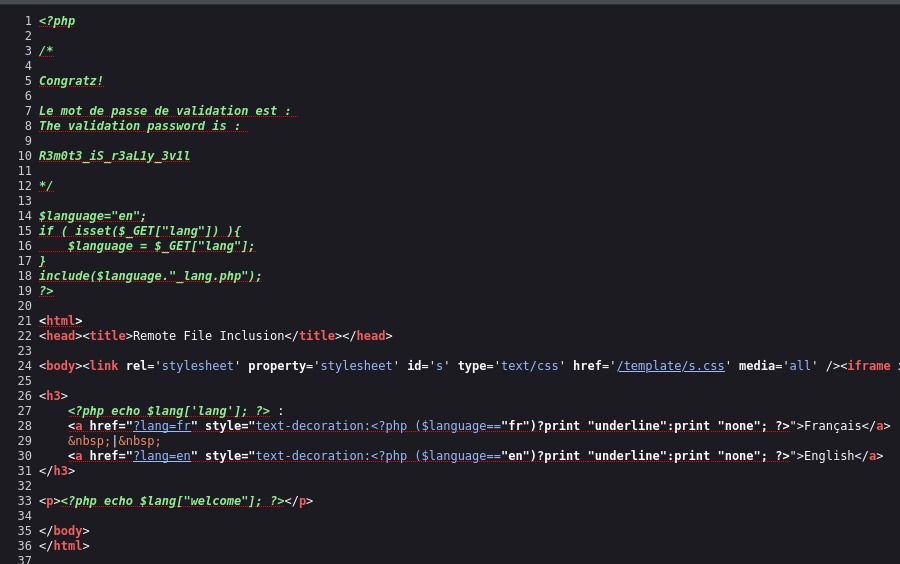 1 <?php
2
3 /*
4
5 Congratz!
6
7 Le mot de passe de validation est :
8 The validation password is :
9
10 R3m0t3_iS_r3aL1y_3v1l
11
12 */
13
14 $language="en";
15 if ( isset($_GET["lang"]) ){
16     $language = $_GET["lang"];
17 }
18 include($language."_lang.php");
19 ?>
20
21 <html>
22 <head><title>Remote File Inclusion</title></head>
23
24 <body><link rel='stylesheet' property='stylesheet' id='s' type='text/css' href='/template/s.css' media='all' /><iframe
25
26 <h3>
27     <?php echo $lang['lang']; ?> :
28     <a href="?lang=fr" style="text-decoration:<?php ($language=="fr")?print "underline":print "none"; ?>">Français</a>
29     &nbsp;|&nbsp;
30     <a href="?lang=en" style="text-decoration:<?php ($language=="en")?print "underline":print "none"; ?>">English</a>
31 </h3>
32
33 <p><?php echo $lang["welcome"]; ?></p>
34
35 </body>
36 </html>
37